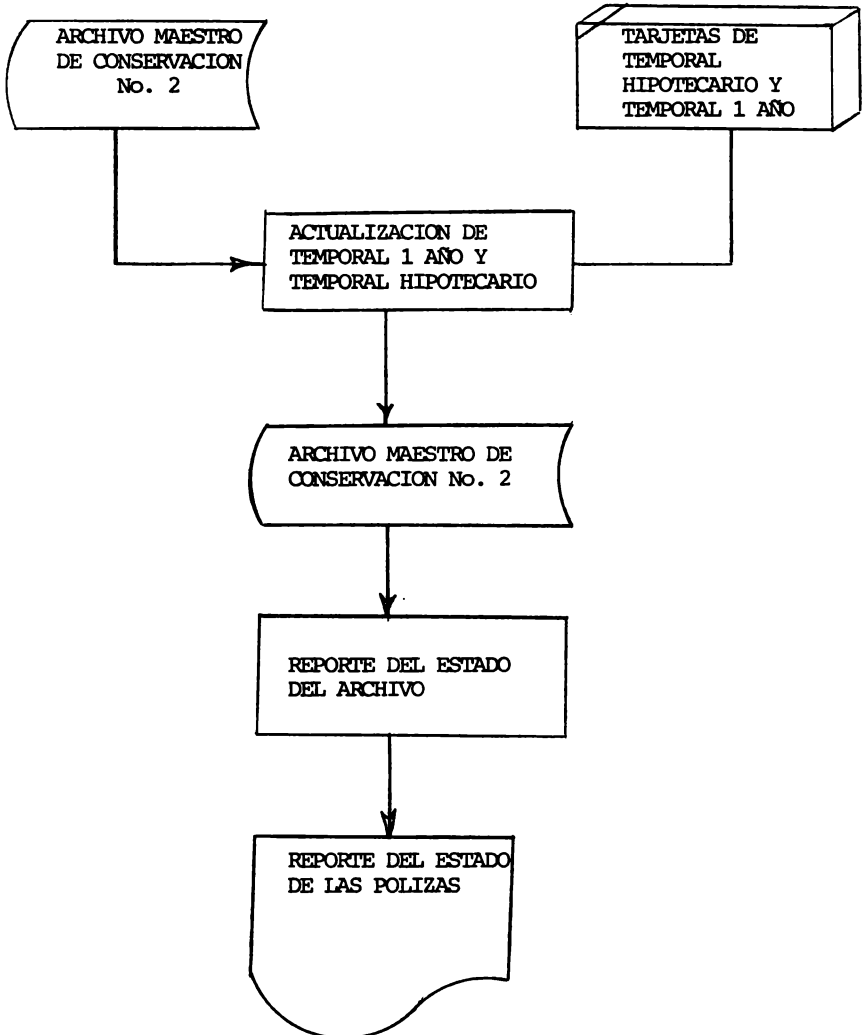 ARCHIVO MAESTRO
DE CONSERVACION
No. 2
TARJETAS DE
TEMPORAL
HIPOTECARIO Y
TEMPORAL 1 AÑO
ACTUALIZACION DE
TEMPORAL 1 AÑO Y
TEMPORAL HIPOTECARIO
ARCHIVO MAESTRO DE
CONSERVACION No. 2
REPORTE DEL ESTADO
DEL ARCHIVO
REPORTE DEL ESTADO
DE LAS POLIZAS